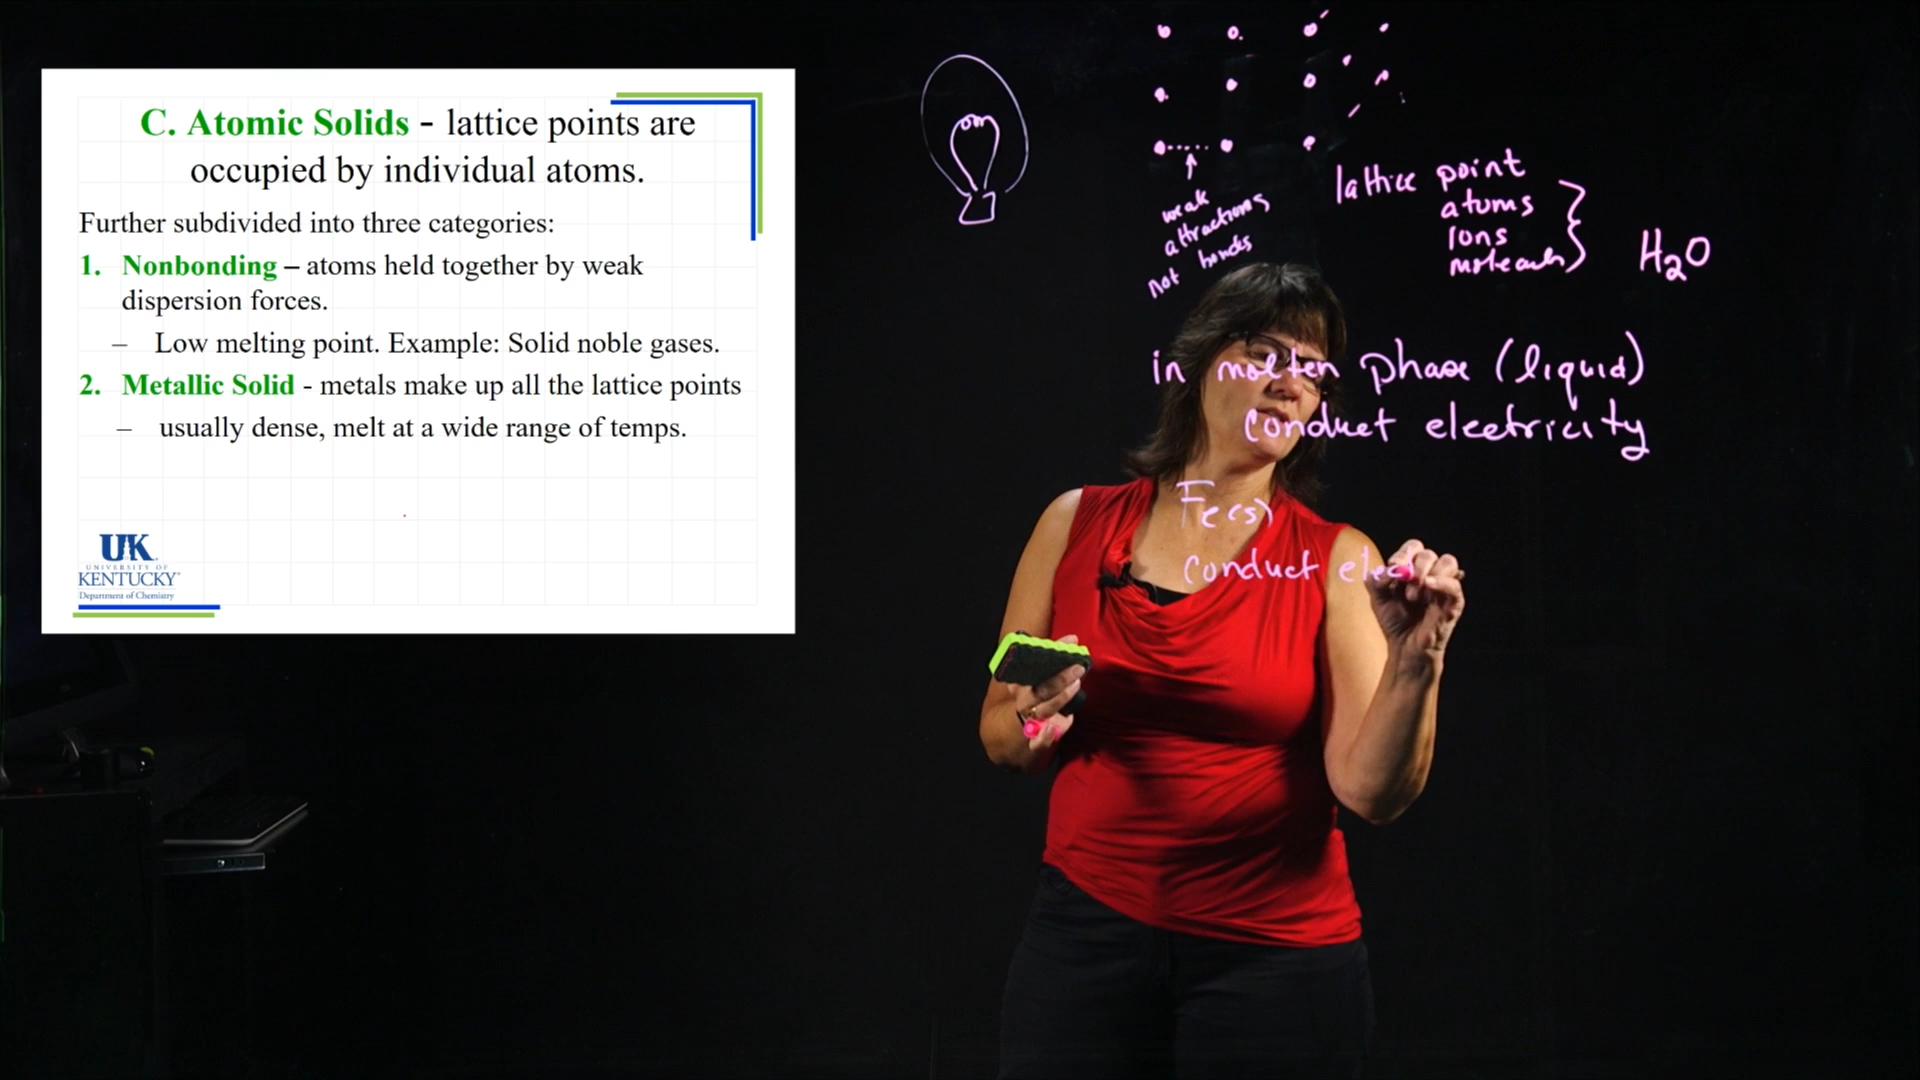 C. Atomic Solids - lattice points are
occupied by individual atoms.
Further subdivided into three categories:
1. Nonbonding – atoms held together by weak
dispersion forces.
– Low melting point. Example: Solid noble gases.
2. Metallic Solid - metals make up all the lattice points
– usually dense, melt at a wide range of temps.
UK
UNIVERSITY OF
KENTUCKY
Department of Chemistry
weak
attractions
not bonds
lattice point
atoms
Ions
H2O
in molten phase (liquid)
conduct electricity
Fe(s)
conduct elec